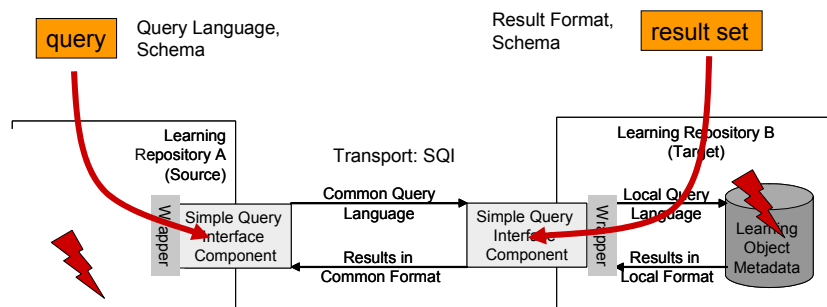 query
Query Language,
Schema
Result Format,
Schema
result set
Learning
Repository A
(Source)
Transport: SQI
Learning Repository B
(Target)
Wrapper
Simple Query
Interface
Component
Common Query
Language
Results in
Common Format
Simple Query
Interface
Component
Wrapper
Local Query
Language
Results in
Local Format
Learning
Object
Metadata